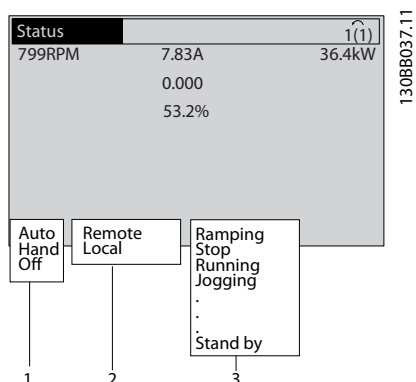 Status 1(1)
799RPM 7.83A 36.4kW
0.000
53.2%
130BB037.11
Auto
Hand
Off
Remote
Local
Ramping
Stop
Running
Jogging
.
.
.
Stand by
1 2 3